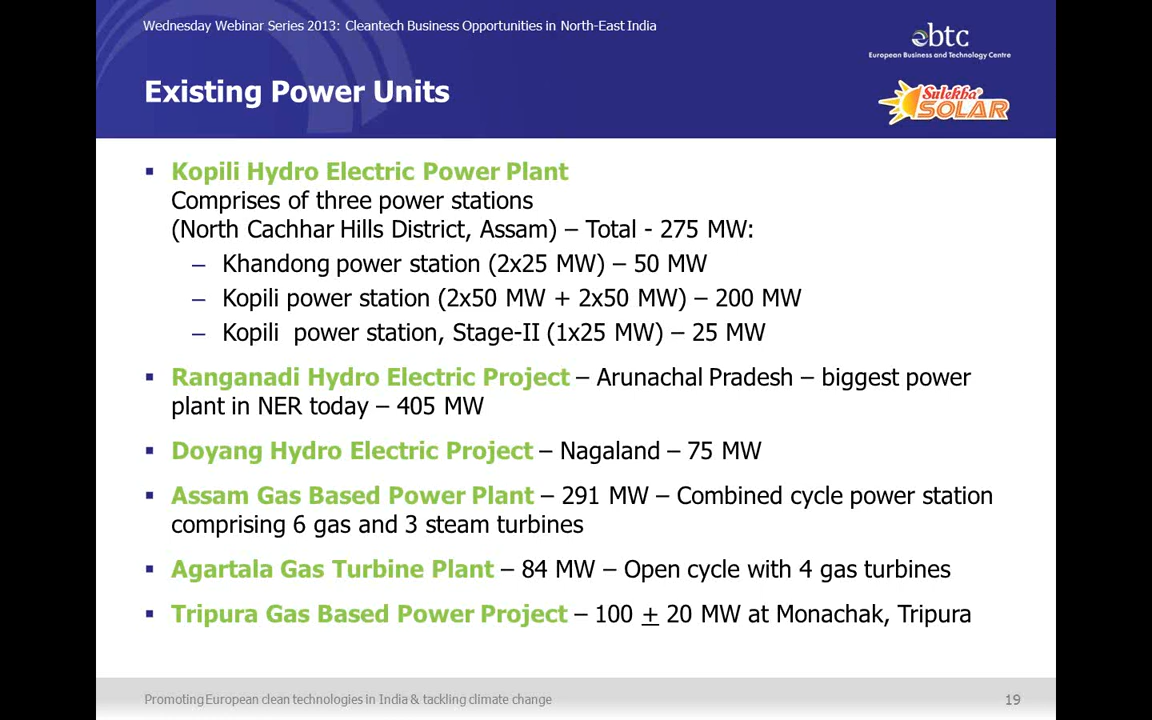 Wednesday Webinar Series 2013: Cleantech Business Opportunities in North-East India
ebtc
European Business and Technology Centre
Existing Power Units
Sulekha
SOLAR
▪ Kopili Hydro Electric Power Plant
Comprises of three power stations
(North Cachhar Hills District, Assam) – Total - 275 MW:
– Khandong power station (2x25 MW) – 50 MW
– Kopili power station (2x50 MW + 2x50 MW) – 200 MW
– Kopili power station, Stage-II (1x25 MW) – 25 MW
▪ Ranganadi Hydro Electric Project – Arunachal Pradesh – biggest power
plant in NER today – 405 MW
▪ Doyang Hydro Electric Project – Nagaland – 75 MW
▪ Assam Gas Based Power Plant – 291 MW – Combined cycle power station
comprising 6 gas and 3 steam turbines
▪ Agartala Gas Turbine Plant – 84 MW – Open cycle with 4 gas turbines
▪ Tripura Gas Based Power Project – 100 + 20 MW at Monachak, Tripura
Promoting European clean technologies in India & tackling climate change
19